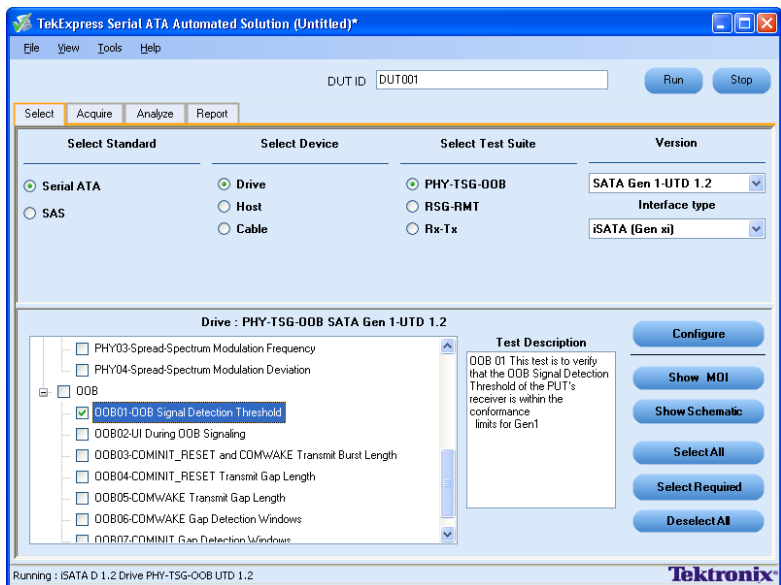 TekExpress Serial ATA Automated Solution (Untitled)*
File View Tools Help
DUT ID DUT001 Run Stop
Select Acquire Analyze Report
Select Standard Select Device Select Test Suite Version
Serial ATA Drive PHY-TSG-OOB SATA Gen 1-UTD 1.2
SAS Host RSG-RMT Interface type
Cable Rx-Tx iSATA (Gen xi)
Drive : PHY-TSG-OOB SATA Gen 1-UTD 1.2
PHY03-Spread-Spectrum Modulation Frequency
PHY04-Spread-Spectrum Modulation Deviation
OOB
OOB01-OOB Signal Detection Threshold
OOB02-UI During OOB Signaling
OOB03-COMINIT_RESET and COMWAKE Transmit Burst Length
OOB04-COMINIT_RESET Transmit Gap Length
OOB05-COMWAKE Transmit Gap Length
OOB06-COMWAKE Gap Detection Windows
OOB07-COMINIT Gap Detection Windows
Test Description
OOB 01 This test is to verify
that the OOB Signal Detection
Threshold of the PUT's
receiver is within the
conformance
limits for Gen1
Configure
Show MOI
Show Schematic
Select All
Select Required
Deselect All
Running : iSATA D 1.2 Drive PHY-TSG-OOB UTD 1.2
Tektronix